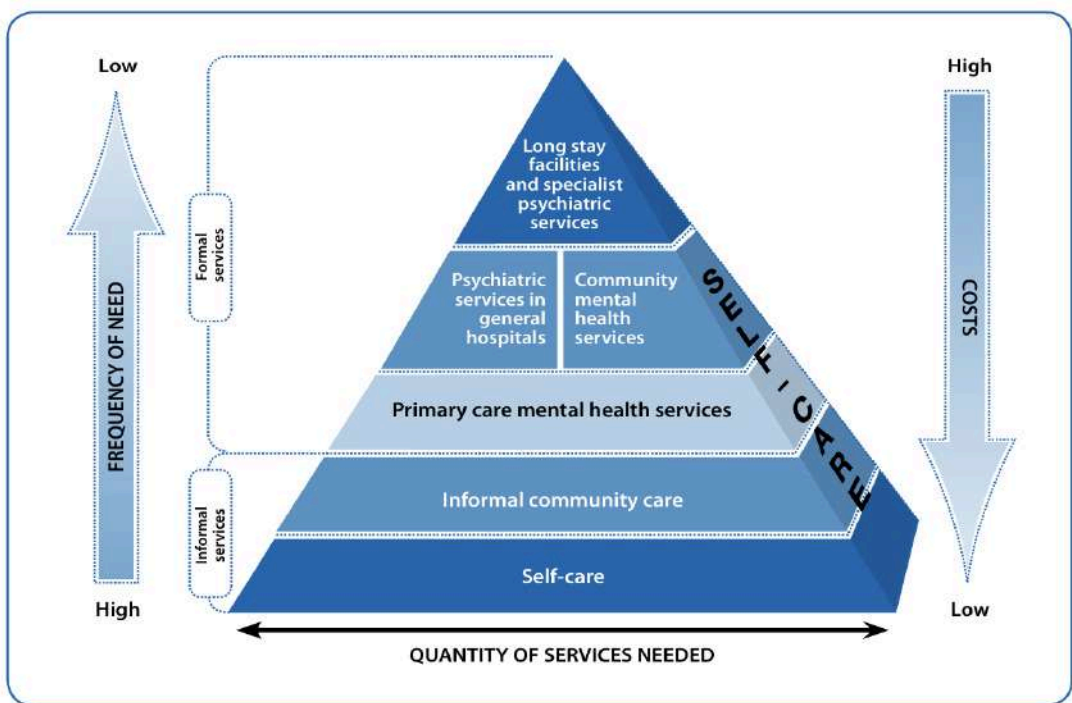 Low
High
Long stay
facilities
and specialist
psychiatric
services
Formal
services
Psychiatric
services in
general
hospitals
Community
mental
health
services
SELF-CARE
FREQUENCY OF NEED
COSTS
Primary care mental health services
Informal community care
Informal
services
Self-care
High
Low
QUANTITY OF SERVICES NEEDED